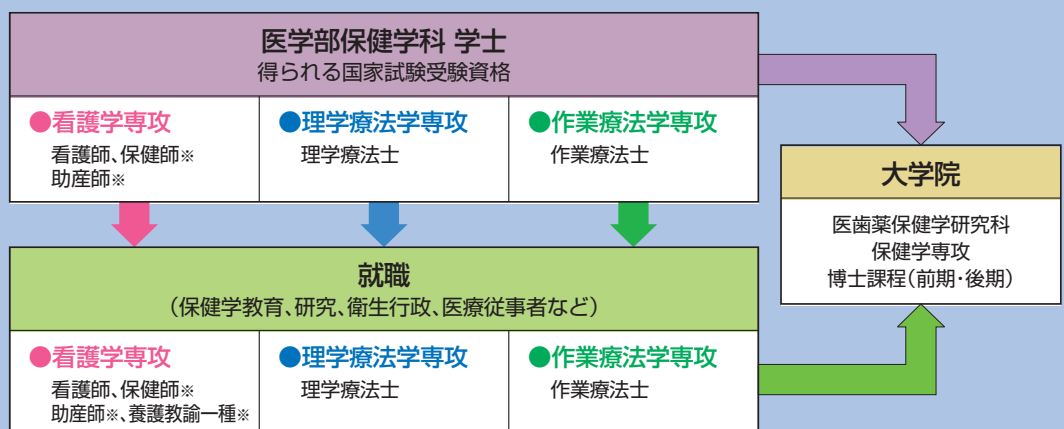 医学部保健学科 学士
得られる国家試験受験資格
●看護学専攻
看護師、保健師※
助産師※
●理学療法学専攻
理学療法士
●作業療法学専攻
作業療法士
大学院
医歯薬保健学研究科
保健学専攻
博士課程(前期・後期)
就職
(保健学教育、研究、衛生行政、医療従事者など)
●看護学専攻
看護師、保健師※
助産師※、養護教諭一種※
●理学療法学専攻
理学療法士
●作業療法学専攻
作業療法士